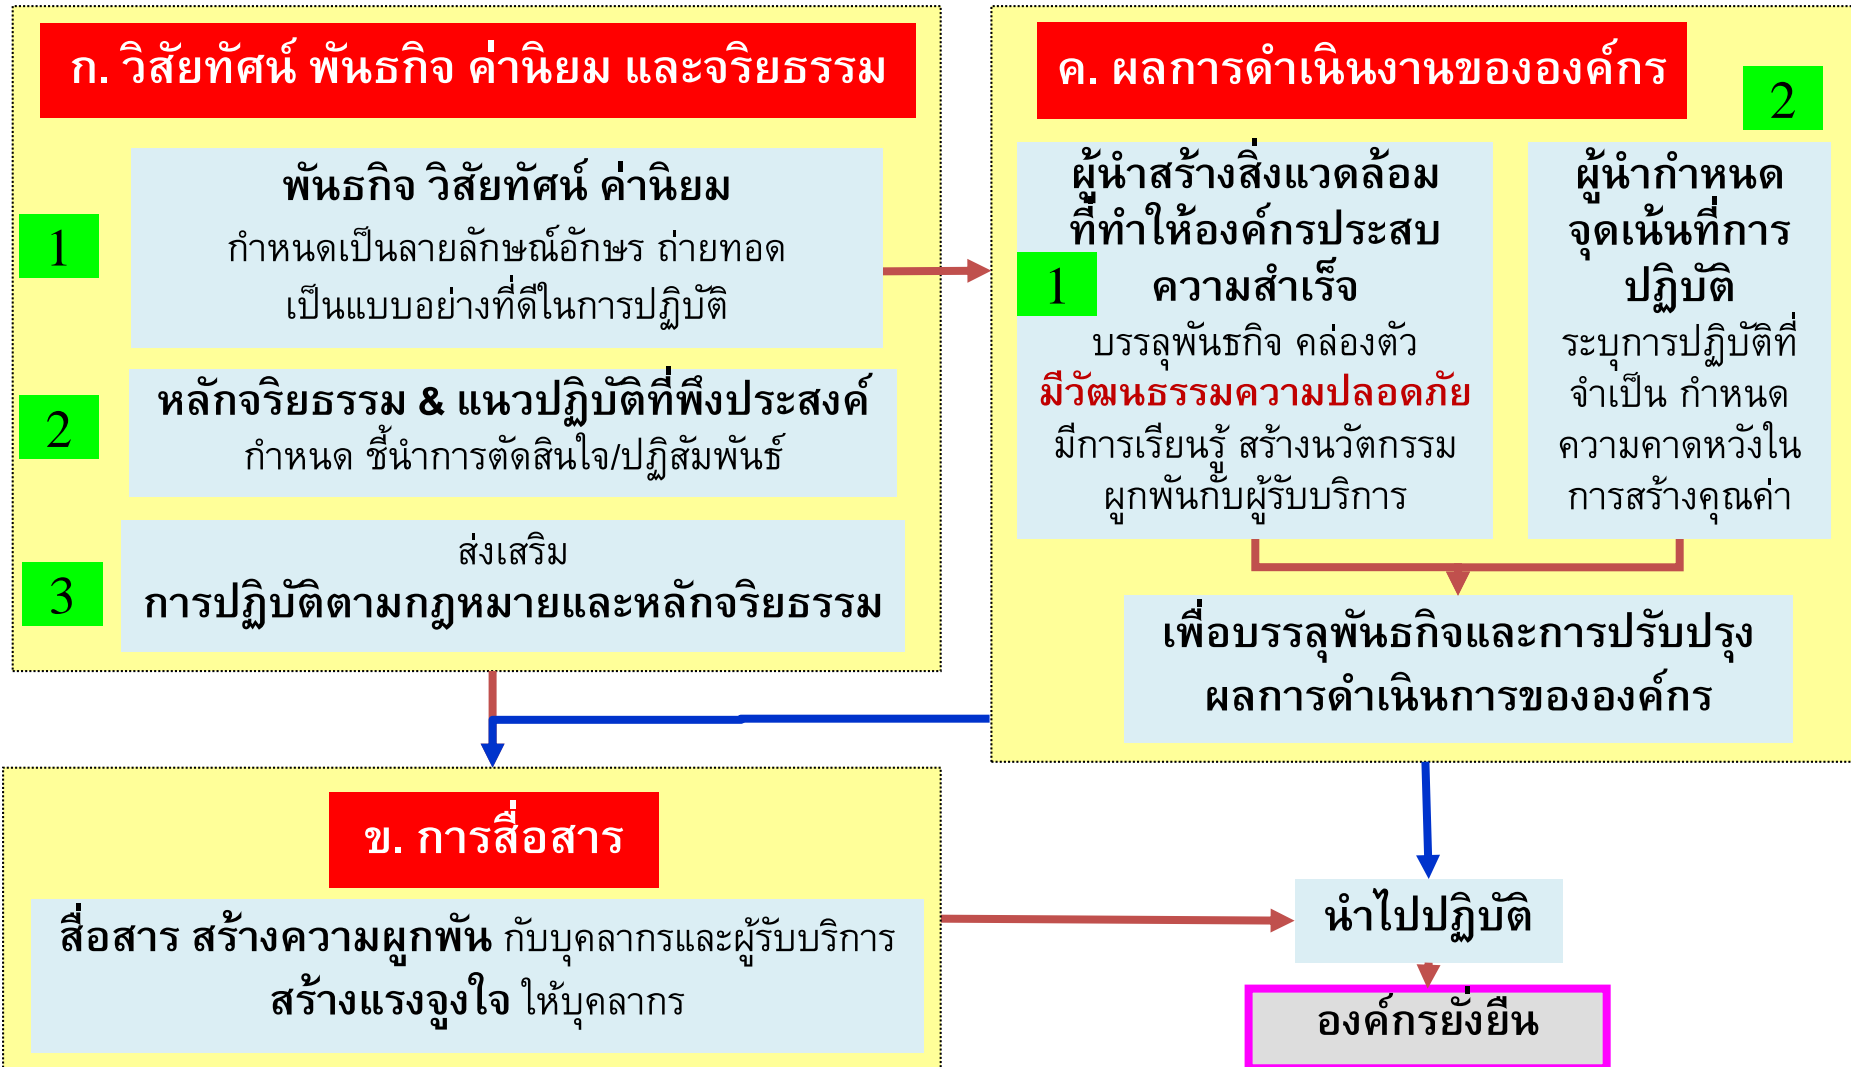 ก. วิสัยทัศน์ พันธกิจ ค่านิยม และจริยธรรม
1
พันธกิจ วิสัยทัศน์ ค่านิยม
กำหนดเป็นลายลักษณ์อักษร ถ่ายทอด
เป็นแบบอย่างที่ดีในการปฏิบัติ
2
หลักจริยธรรม & แนวปฏิบัติที่พึงประสงค์
กำหนด ชี้นำการตัดสินใจ/ปฏิสัมพันธ์
3
ส่งเสริม
การปฏิบัติตามกฎหมายและหลักจริยธรรม
ค. ผลการดำเนินงานขององค์กร
1
ผู้นำสร้างสิ่งแวดล้อม
ที่ทำให้องค์กรประสบ
ความสำเร็จ
บรรลุพันธกิจ คล่องตัว
มีวัฒนธรรมความปลอดภัย
มีการเรียนรู้ สร้างนวัตกรรม
ผูกพันกับผู้รับบริการ
2
ผู้นำกำหนด
จุดเน้นที่การ
ปฏิบัติ
ระบุการปฏิบัติที่
จำเป็น กำหนด
ความคาดหวังใน
การสร้างคุณค่า
เพื่อบรรลุพันธกิจและการปรับปรุง
ผลการดำเนินการขององค์กร
ข. การสื่อสาร
สื่อสาร สร้างความผูกพัน กับบุคลากรและผู้รับบริการ
สร้างแรงจูงใจ ให้บุคลากร
นำไปปฏิบัติ
องค์กรยั่งยืน